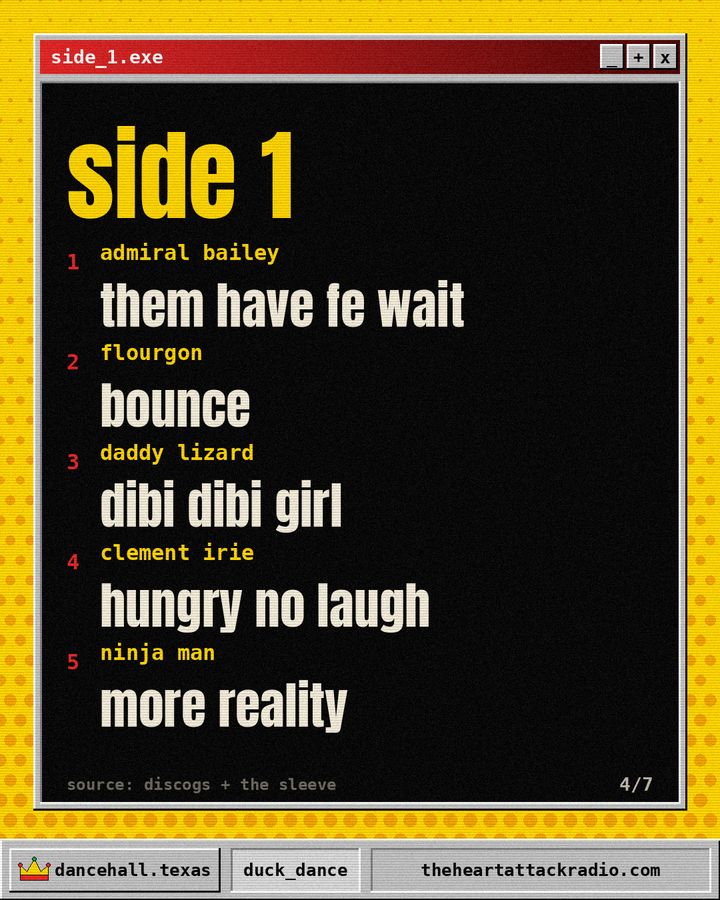 side_1.exe
_ + x
side 1
1 admiral bailey
them have fe wait
2 flourgon
bounce
3 daddy lizard
dibi dibi girl
4 clement irie
hungry no laugh
5 ninja man
more reality
source: discogs + the sleeve 4/7
dancehall.texas duck_dance theheartattackradio.com